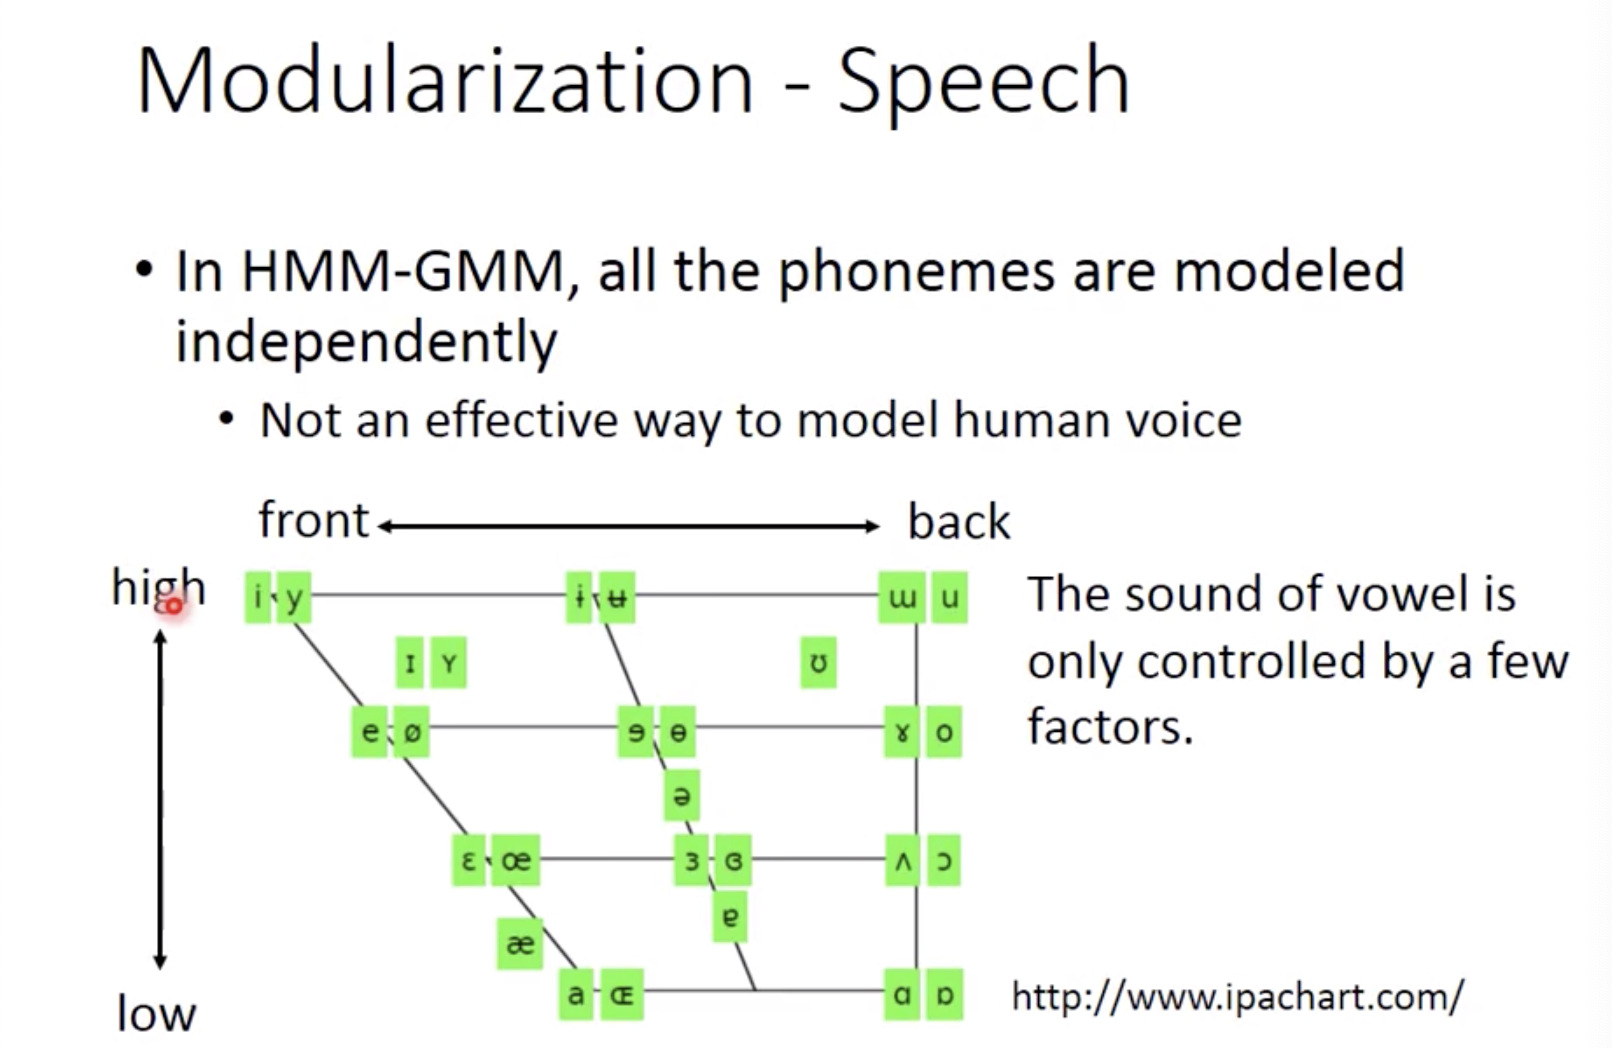 Modularization - Speech
• In HMM-GMM, all the phonemes are modeled
independently
• Not an effective way to model human voice
front back
high
i y ɨ ʉ ɯ u
ɪ ʏ ʊ
e ø ɘ ɵ ɤ o
ə
ɛ œ ɜ ɞ ʌ ɔ
ɐ
æ
a ɶ ɑ ɒ
low
The sound of vowel is
only controlled by a few
factors.
http://www.ipachart.com/